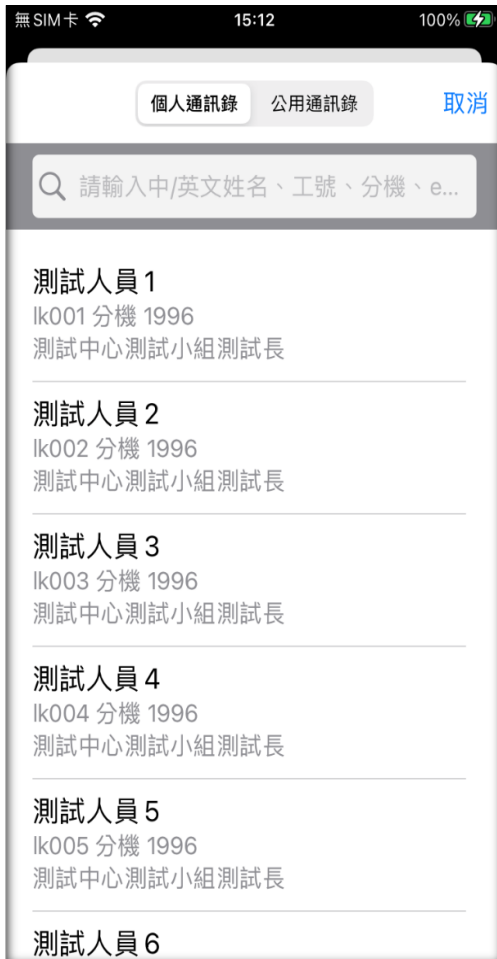 無SIM卡
15:12
100%
個人通訊錄 公用通訊錄 取消
請輸入中/英文姓名、工號、分機、e...
測試人員 1
lk001 分機 1996
測試中心測試小組測試長
測試人員 2
lk002 分機 1996
測試中心測試小組測試長
測試人員 3
lk003 分機 1996
測試中心測試小組測試長
測試人員 4
lk004 分機 1996
測試中心測試小組測試長
測試人員 5
lk005 分機 1996
測試中心測試小組測試長
測試人員 6